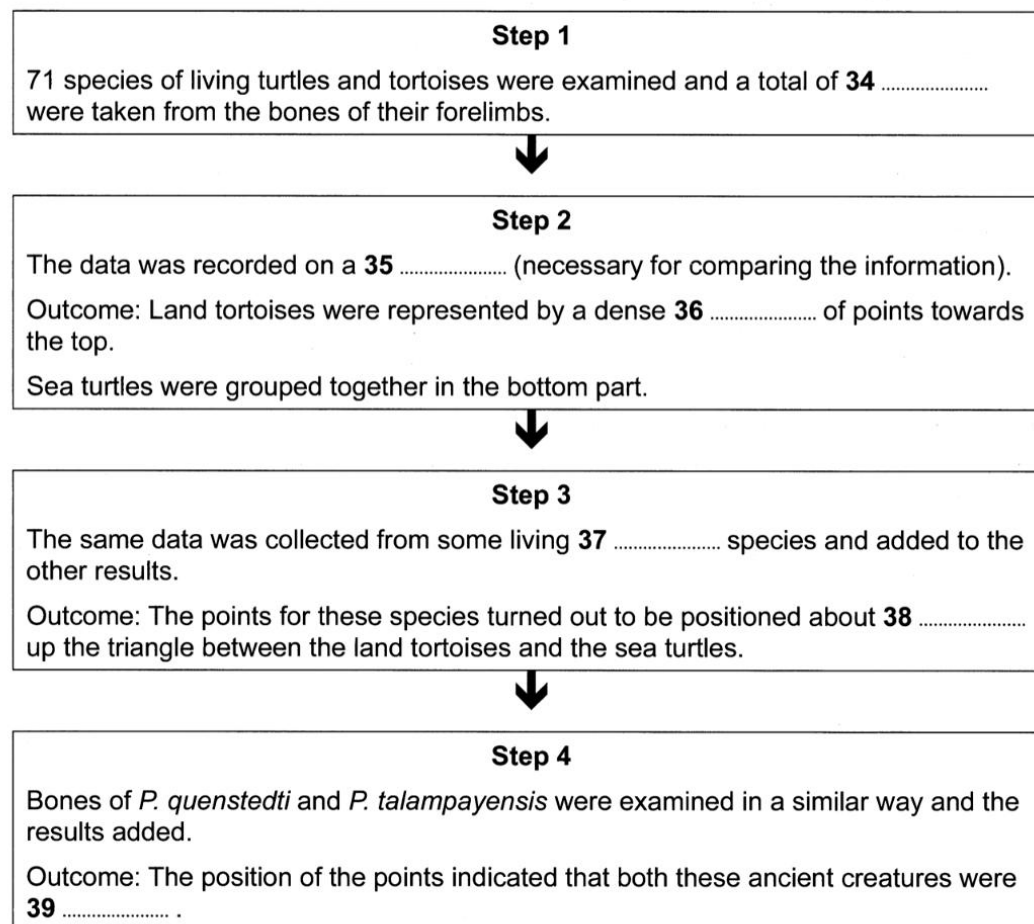 Step 1
71 species of living turtles and tortoises were examined and a total of 34 ......................
were taken from the bones of their forelimbs.
Step 2
The data was recorded on a 35 ...................... (necessary for comparing the information).
Outcome: Land tortoises were represented by a dense 36 ...................... of points towards
the top.
Sea turtles were grouped together in the bottom part.
Step 3
The same data was collected from some living 37 ...................... species and added to the
other results.
Outcome: The points for these species turned out to be positioned about 38 ......................
up the triangle between the land tortoises and the sea turtles.
Step 4
Bones of P. quenstedti and P. talampayensis were examined in a similar way and the
results added.
Outcome: The position of the points indicated that both these ancient creatures were
39 ...................... .